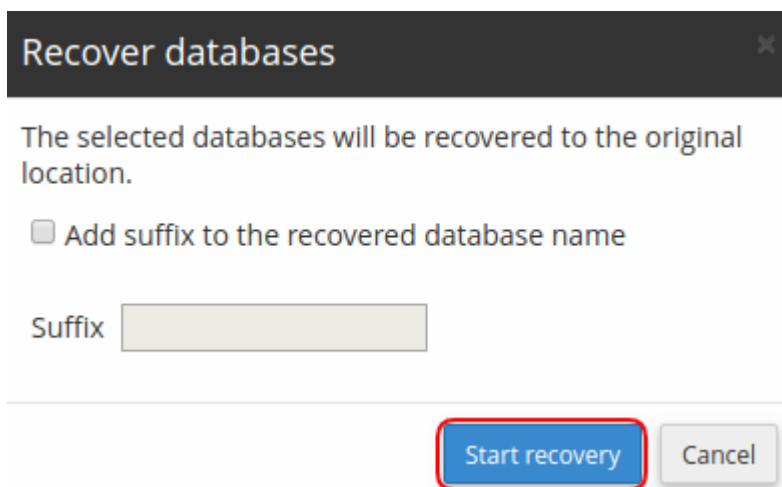 Recover databases
The selected databases will be recovered to the original
location.
Add suffix to the recovered database name
Suffix
Start recovery Cancel